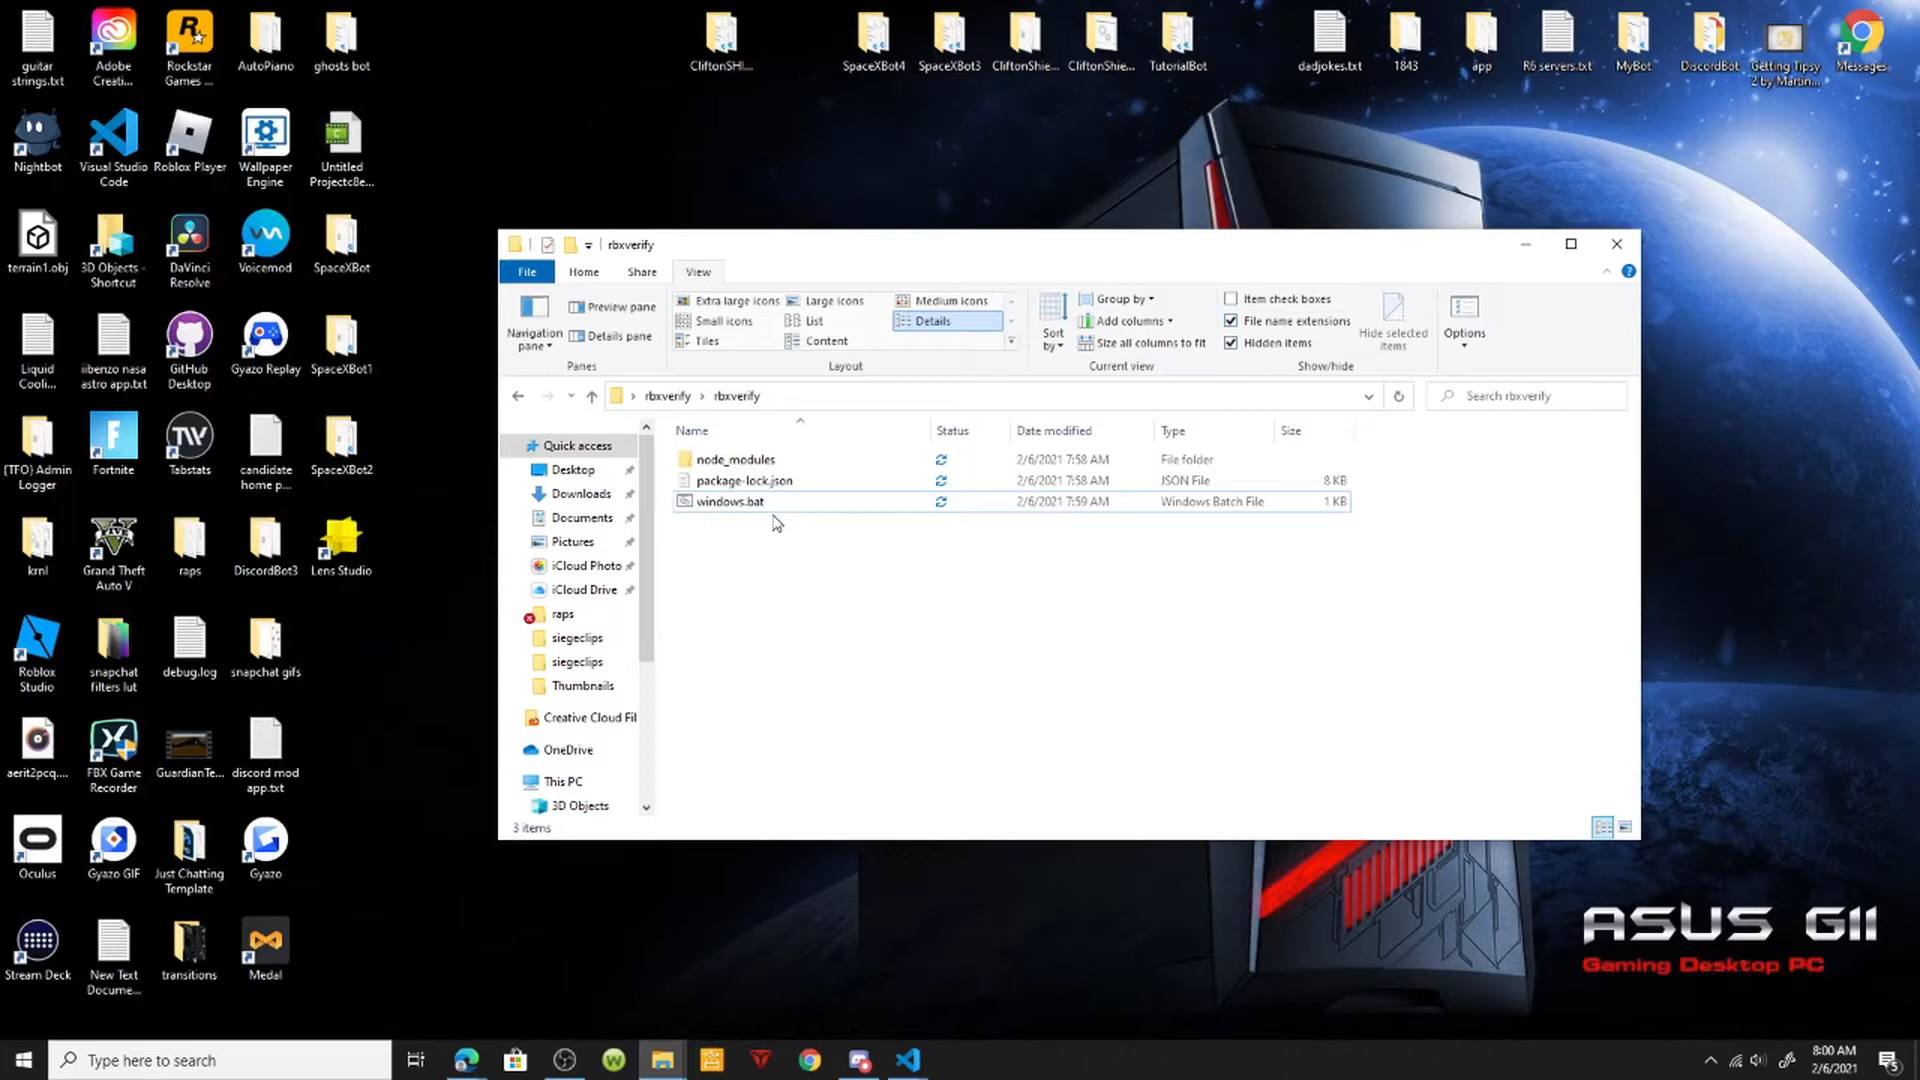 guitar
strings.txt
Adobe
Creati...
Rockstar
Games ...
AutoPiano
ghosts bot
CliftonSHI...
SpaceXBot4
SpaceXBot3
CliftonShie...
CliftonShie...
TutorialBot
dadjokes.txt
1843
app
R6 servers.txt
MyBot
DiscordBot
Getting Tipsy
2 by Martin...
Messages
Nightbot
Visual Studio
Code
Roblox Player
Wallpaper
Engine
Untitled
Projectc8e...
terrain1.obj
3D Objects -
Shortcut
DaVinci
Resolve
Voicemod
SpaceXBot
Liquid
Cooli...
iibenzo nasa
astro app.txt
GitHub
Desktop
Gyazo Replay
SpaceXBot1
{TFO} Admin
Logger
Fortnite
Tabstats
candidate
home p...
SpaceXBot2
krnl
Grand Theft
Auto V
raps
DiscordBot3
Lens Studio
Roblox
Studio
snapchat
filters lut
debug.log
snapchat gifs
aerit2pcq....
FBX Game
Recorder
GuardianTe...
discord mod
app.txt
Oculus
Gyazo GIF
Just Chatting
Template
Gyazo
Stream Deck
New Text
Docume...
transitions
Medal
rbxverify
File
Home
Share
View
Navigation
pane
Preview pane
Details pane
Panes
Extra large icons
Large icons
Medium icons
Small icons
List
Details
Tiles
Content
Layout
Sort
by
Group by
Add columns
Size all columns to fit
Current view
Item check boxes
File name extensions
Hidden items
Hide selected
items
Show/hide
Options
rbxverify > rbxverify
Search rbxverify
Name
Status
Date modified
Type
Size
node_modules
2/6/2021 7:58 AM
File folder
package-lock.json
2/6/2021 7:58 AM
JSON File
8 KB
windows.bat
2/6/2021 7:59 AM
Windows Batch File
1 KB
Quick access
Desktop
Downloads
Documents
Pictures
iCloud Photo
iCloud Drive
raps
siegeclips
siegeclips
Thumbnails
Creative Cloud Fil
OneDrive
This PC
3D Objects
3 items
ASUS G11
Gaming Desktop PC
Type here to search
8:00 AM
2/6/2021
5